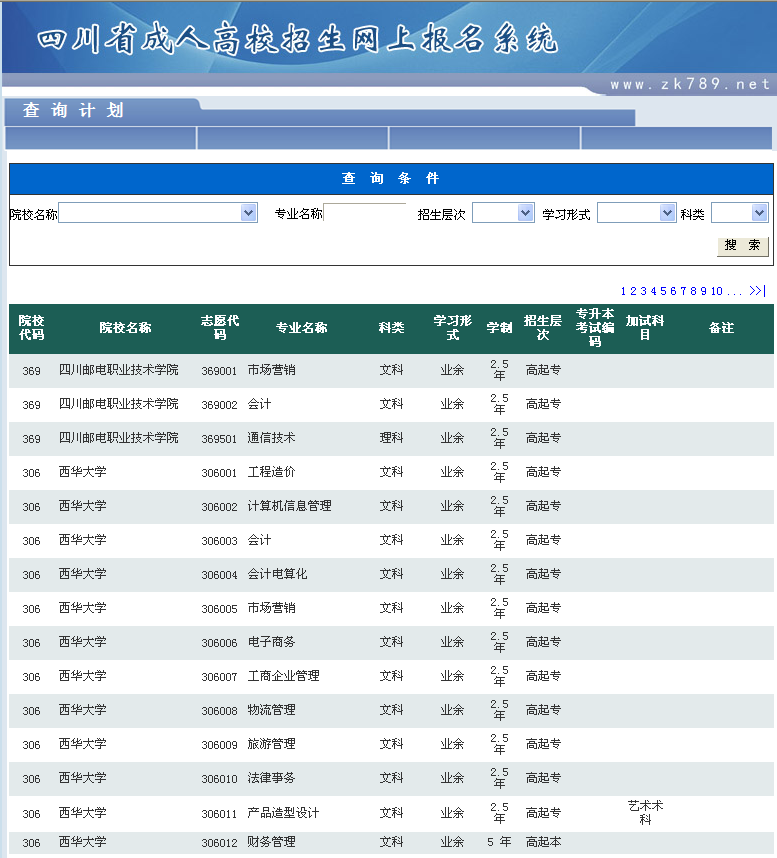 四川省成人高校招生网上报名系统
www.zk789.net
查询计划
查 询 条 件
院校名称 专业名称 招生层次 学习形式 科类
搜 索
1 2 3 4 5 6 7 8 9 10 ... >>|
院校代码 院校名称 志愿代码 专业名称 科类 学习形式 学制 招生层次 专升本考试编码 加试科目 备注
369 四川邮电职业技术学院 369001 市场营销 文科 业余 2.5年 高起专
369 四川邮电职业技术学院 369002 会计 文科 业余 2.5年 高起专
369 四川邮电职业技术学院 369501 通信技术 理科 业余 2.5年 高起专
306 西华大学 306001 工程造价 文科 业余 2.5年 高起专
306 西华大学 306002 计算机信息管理 文科 业余 2.5年 高起专
306 西华大学 306003 会计 文科 业余 2.5年 高起专
306 西华大学 306004 会计电算化 文科 业余 2.5年 高起专
306 西华大学 306005 市场营销 文科 业余 2.5年 高起专
306 西华大学 306006 电子商务 文科 业余 2.5年 高起专
306 西华大学 306007 工商企业管理 文科 业余 2.5年 高起专
306 西华大学 306008 物流管理 文科 业余 2.5年 高起专
306 西华大学 306009 旅游管理 文科 业余 2.5年 高起专
306 西华大学 306010 法律事务 文科 业余 2.5年 高起专
306 西华大学 306011 产品造型设计 文科 业余 2.5年 高起专 艺术术科
306 西华大学 306012 财务管理 文科 业余 5 年 高起本